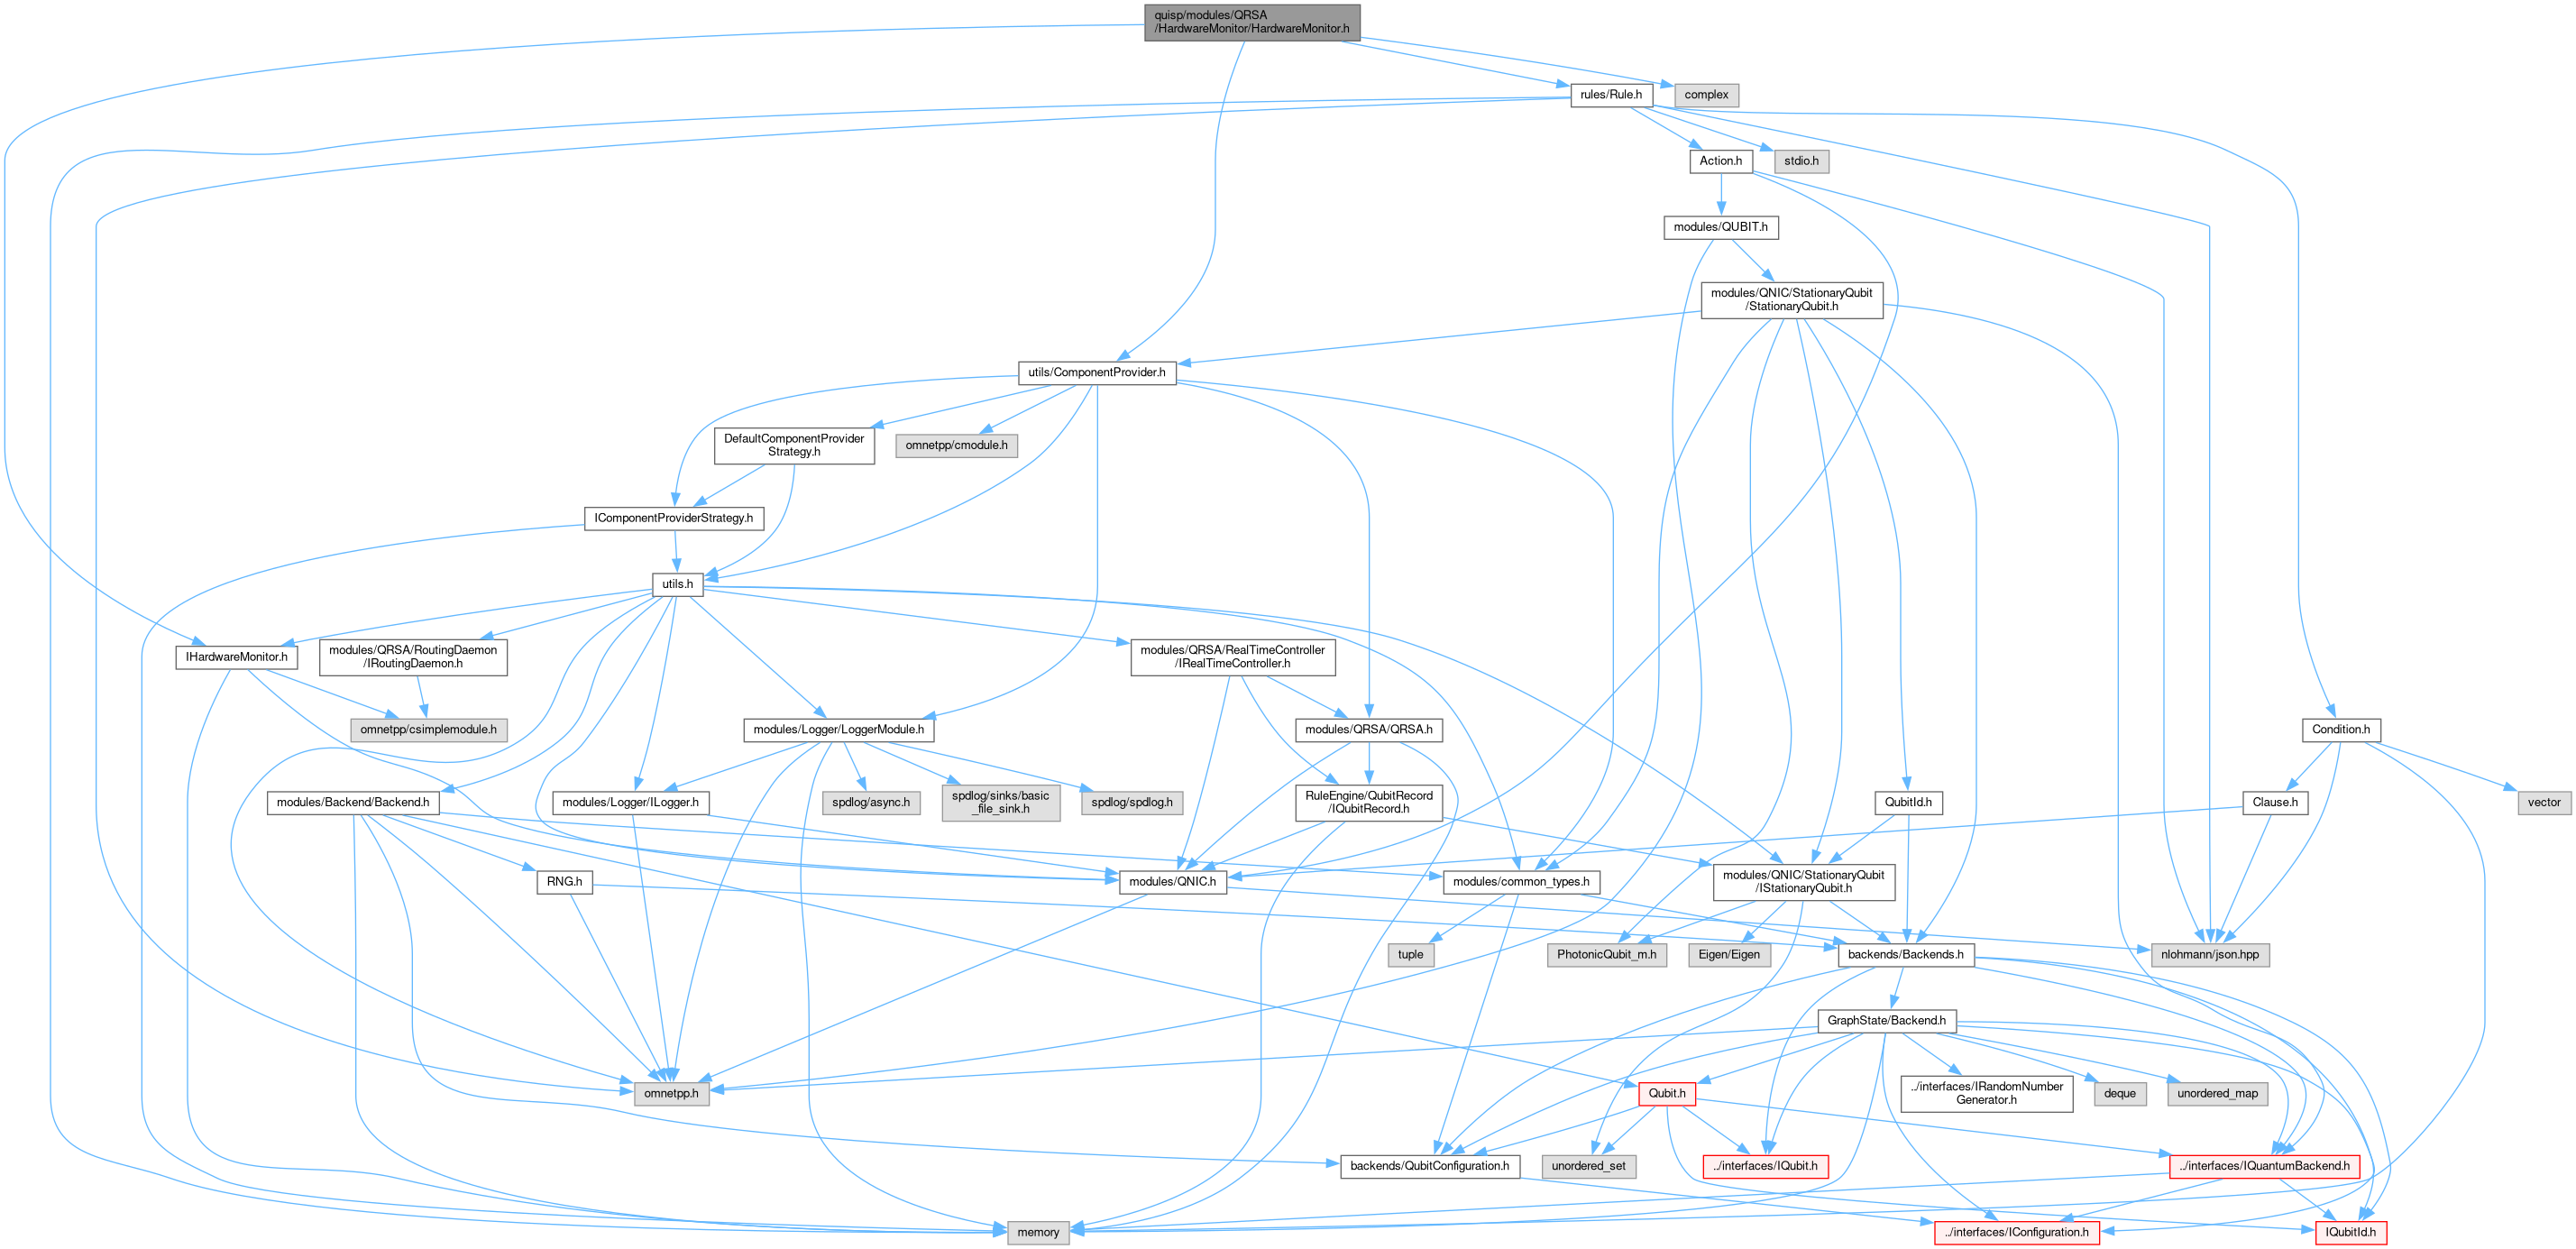 quisp/modules/QRSA
/HardwareMonitor/HardwareMonitor.h
rules/Rule.h
complex
Action.h
stdio.h
modules/QUBIT.h
modules/QNIC/StationaryQubit
/StationaryQubit.h
utils/ComponentProvider.h
DefaultComponentProvider
Strategy.h
omnetpp/cmodule.h
IComponentProviderStrategy.h
utils.h
IHardwareMonitor.h
modules/QRSA/RoutingDaemon
/IRoutingDaemon.h
modules/QRSA/RealTimeController
/IRealTimeController.h
omnetpp/csimplemodule.h
modules/Logger/LoggerModule.h
modules/QRSA/QRSA.h
Condition.h
modules/Backend/Backend.h
modules/Logger/ILogger.h
spdlog/async.h
spdlog/sinks/basic
_file_sink.h
spdlog/spdlog.h
RuleEngine/QubitRecord
/IQubitRecord.h
QubitId.h
Clause.h
vector
RNG.h
modules/QNIC.h
modules/common_types.h
modules/QNIC/StationaryQubit
/IStationaryQubit.h
tuple
PhotonicQubit_m.h
Eigen/Eigen
backends/Backends.h
nlohmann/json.hpp
GraphState/Backend.h
omnetpp.h
Qubit.h
../interfaces/IRandomNumber
Generator.h
deque
unordered_map
backends/QubitConfiguration.h
unordered_set
../interfaces/IQubit.h
../interfaces/IQuantumBackend.h
memory
../interfaces/IConfiguration.h
IQubitId.h